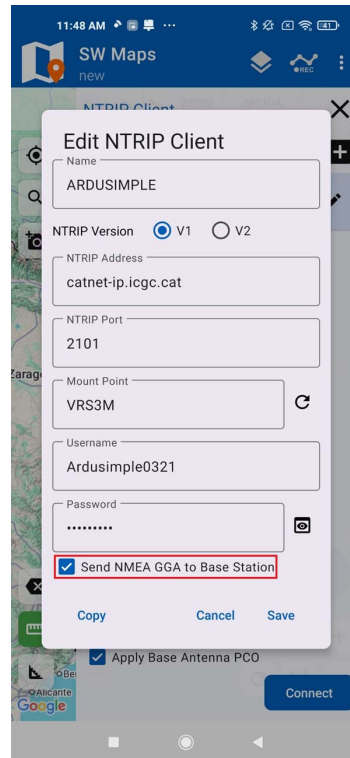 11:48 AM
41
SW Maps
new
REC
NTRIP Client
Edit NTRIP Client
Name
ARDUSIMPLE
NTRIP Version V1 V2
NTRIP Address
catnet-ip.icgc.cat
NTRIP Port
2101
Zarag
Mount Point
VRS3M
Username
Ardusimple0321
Password
•••••••••
Send NMEA GGA to Base Station
Copy Cancel Save
Apply Base Antenna PCO
Alicante
Google
Connect